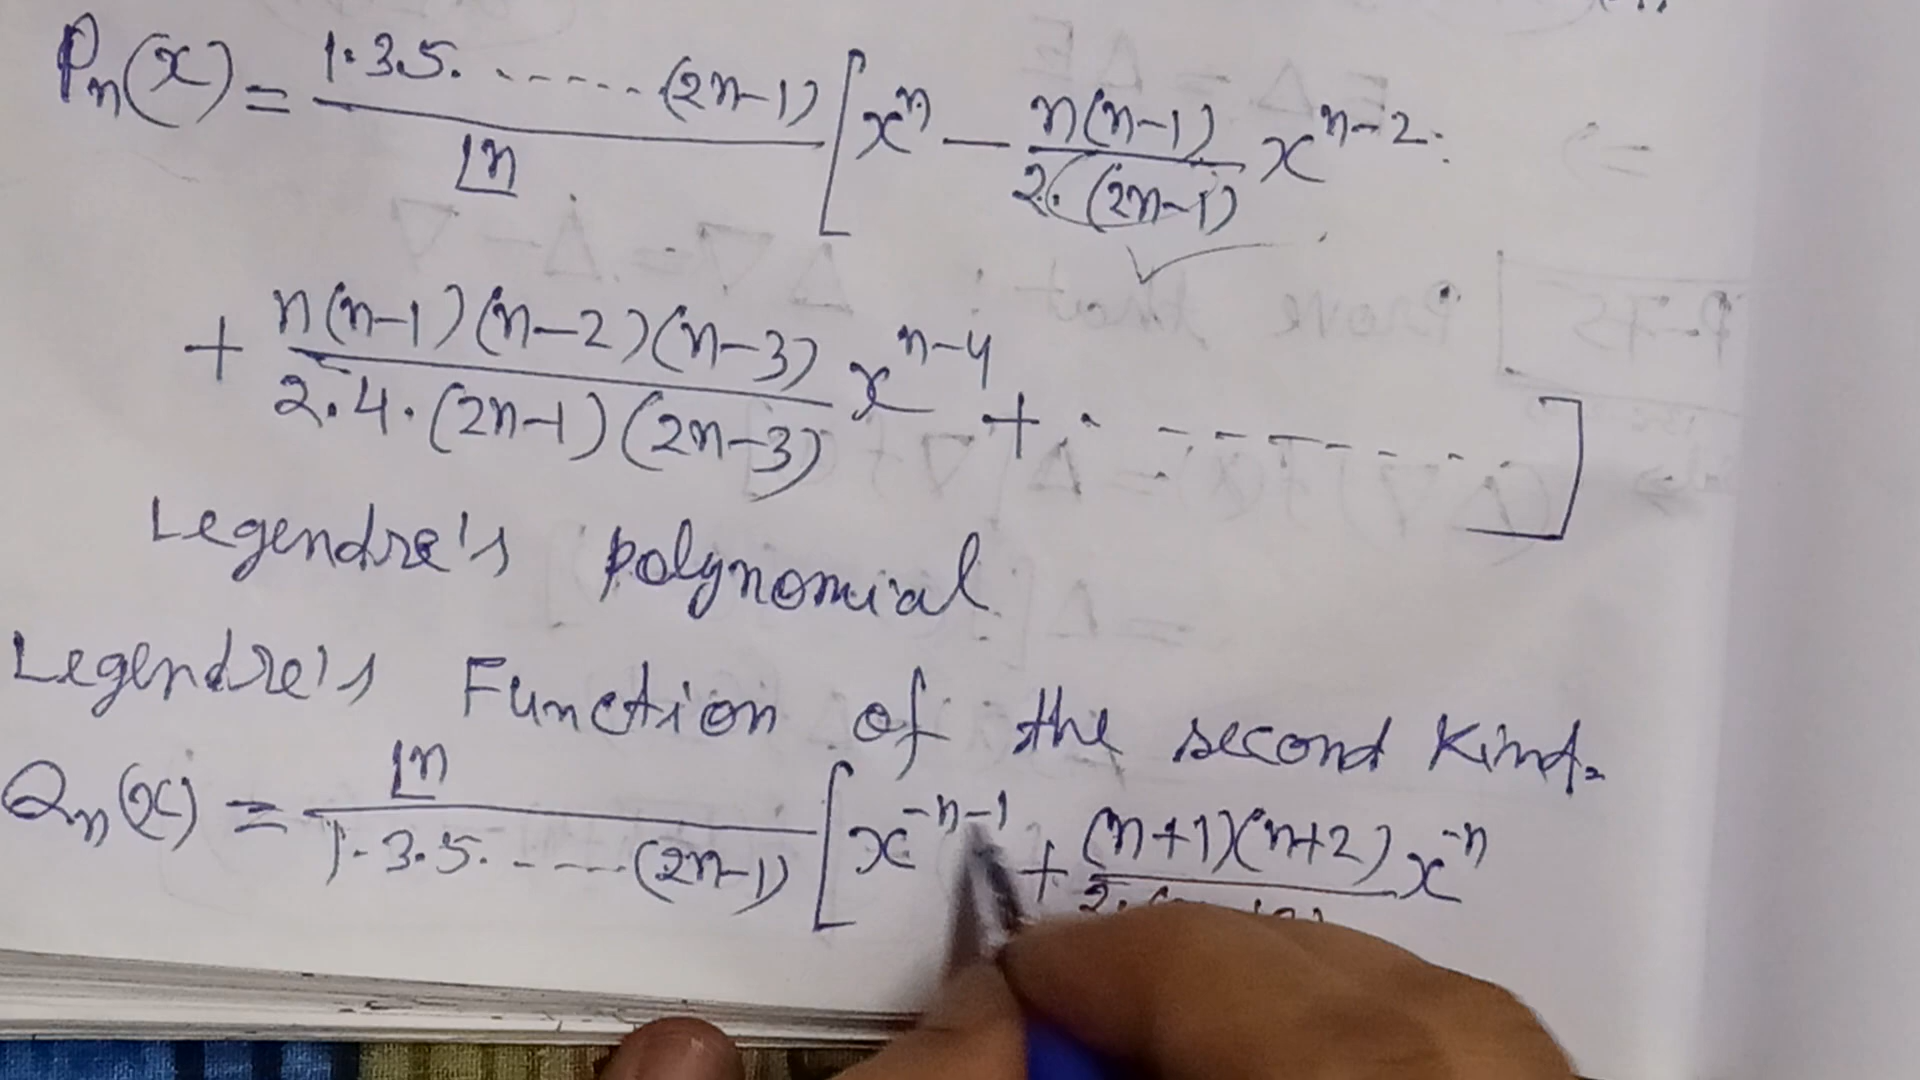 Pₙ(x) = 1·3.5. ------ (2n-1) / ⌊n [xⁿ - n(n-1) / 2.(2n-1) xⁿ⁻²
+ n(n-1)(n-2)(n-3) / 2.4.(2n-1)(2n-3) xⁿ⁻⁴ + - - - - - - - ]
Legendre's polynomial
Legendre's Function of the second Kind.
Qₙ(x) = ⌊n / 1.3.5. ---- (2n-1) [x⁻ⁿ⁻¹ + (n+1)(n+2) / 2. x⁻ⁿ